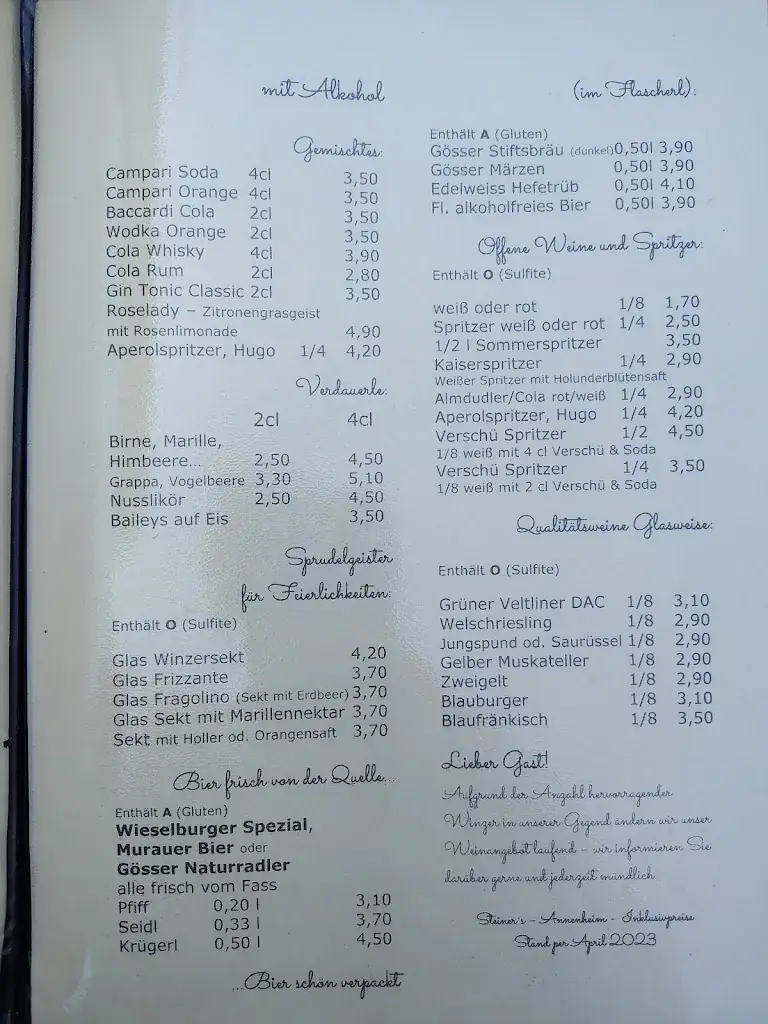 mit Alkohol
Gemischtes:
Campari Soda 4cl 3,50
Campari Orange 4cl 3,50
Baccardi Cola 2cl 3,50
Wodka Orange 2cl 3,50
Cola Whisky 4cl 3,90
Cola Rum 2cl 2,80
Gin Tonic Classic 2cl 3,50
Roselady – Zitronengrasgeist
mit Rosenlimonade 4,90
Aperolspritzer, Hugo 1/4 4,20
Verdauerle:
2cl 4cl
Birne, Marille,
Himbeere... 2,50 4,50
Grappa, Vogelbeere 3,30 5,10
Nusslikör 2,50 4,50
Baileys auf Eis 3,50
Sprudelgeister
für Feierlichkeiten:
Enthält O (Sulfite)
Glas Winzersekt 4,20
Glas Frizzante 3,70
Glas Fragolino (Sekt mit Erdbeer) 3,70
Glas Sekt mit Marillennektar 3,70
Sekt mit Holler od. Orangensaft 3,70
Bier frisch von der Quelle...
Enthält A (Gluten)
Wieselburger Spezial,
Murauer Bier oder
Gösser Naturradler
alle frisch vom Fass
Pfiff 0,20 l 3,10
Seidl 0,33 l 3,70
Krügerl 0,50 l 4,50
...Bier schön verpackt
(im Flascherl):
Enthält A (Gluten)
Gösser Stiftsbräu (dunkel) 0,50l 3,90
Gösser Märzen 0,50l 3,90
Edelweiss Hefetrüb 0,50l 4,10
Fl. alkoholfreies Bier 0,50l 3,90
Offene Weine und Spritzer:
Enthält O (Sulfite)
weiß oder rot 1/8 1,70
Spritzer weiß oder rot 1/4 2,50
1/2 l Sommerspritzer 3,50
Kaiserspritzer 1/4 2,90
Weißer Spritzer mit Holunderblütensaft
Almdudler/Cola rot/weiß 1/4 2,90
Aperolspritzer, Hugo 1/4 4,20
Verschü Spritzer 1/2 4,50
1/8 weiß mit 4 cl Verschü & Soda
Verschü Spritzer 1/4 3,50
1/8 weiß mit 2 cl Verschü & Soda
Qualitätsweine Glasweise:
Enthält O (Sulfite)
Grüner Veltliner DAC 1/8 3,10
Welschriesling 1/8 2,90
Jungspund od. Saurüssel 1/8 2,90
Gelber Muskateller 1/8 2,90
Zweigelt 1/8 2,90
Blauburger 1/8 3,10
Blaufränkisch 1/8 3,50
Lieber Gast!
Aufgrund der Anzahl hervorragender
Winzer in unserer Gegend ändern wir unser
Weinangebot laufend – wir informieren Sie
darüber gerne und jederzeit mündlich.
Steiner's – Annenheim - Inklusivpreise
Stand per April 2023